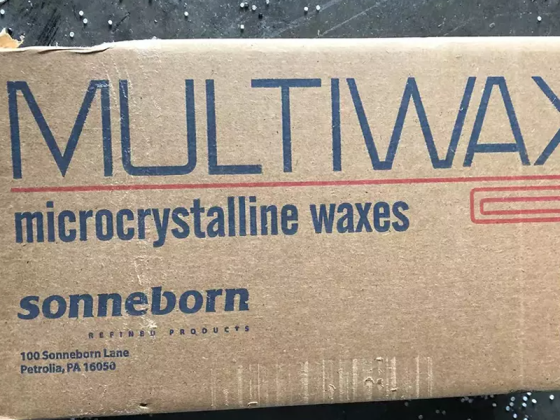 MULTIWAX
microcrystalline waxes
sonneborn
REFINED PRODUCTS
100 Sonneborn Lane
Petrolia, PA 16050